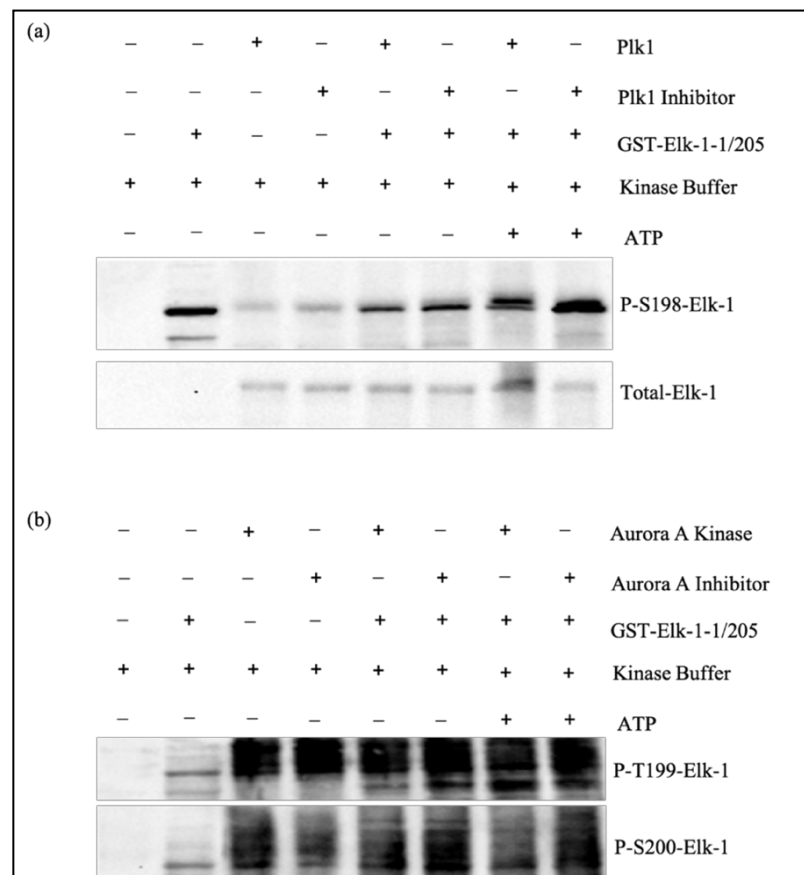 (a)
– – + – + – + – Plk1
– – – + – + – + Plk1 Inhibitor
– + – – + + + + GST-Elk-1-1/205
+ + + + + + + + Kinase Buffer
– – – – – – + + ATP
P-S198-Elk-1
Total-Elk-1
(b)
– – + – + – + – Aurora A Kinase
– – – + – + – + Aurora A Inhibitor
– + – – + + + + GST-Elk-1-1/205
+ + + + + + + + Kinase Buffer
– – – – – – + + ATP
P-T199-Elk-1
P-S200-Elk-1